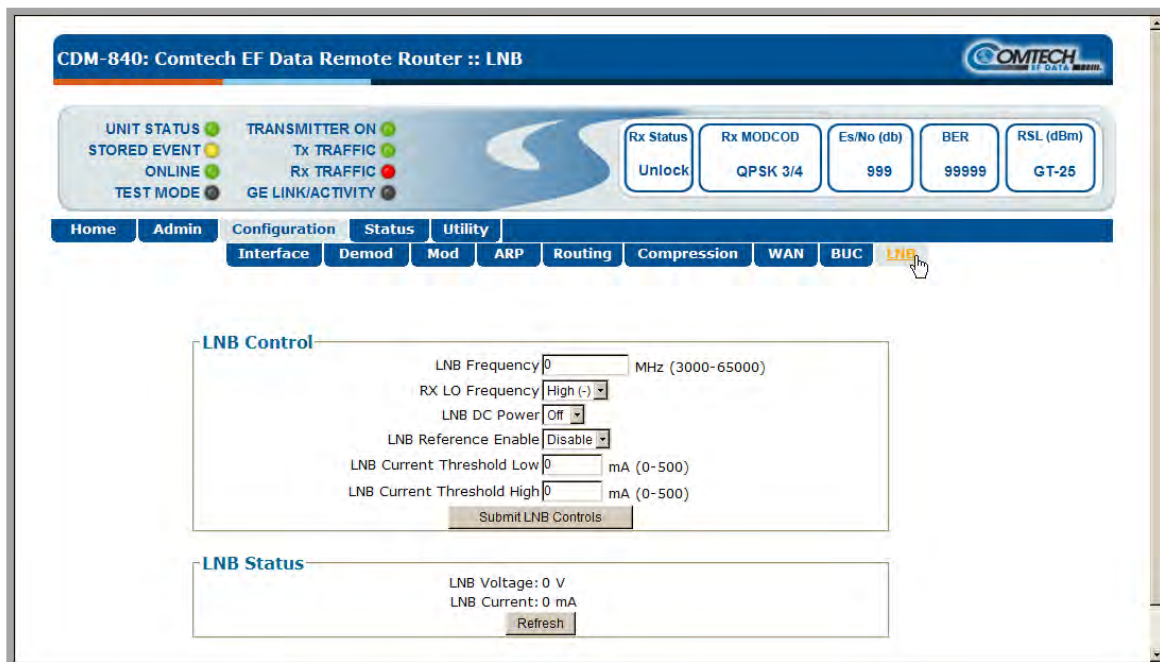 CDM-840: Comtech EF Data Remote Router :: LNB
COMTECH
EF DATA
UNIT STATUS TRANSMITTER ON
STORED EVENT Tx TRAFFIC
ONLINE Rx TRAFFIC
TEST MODE GE LINK/ACTIVITY
Rx Status Rx MODCOD Es/No (db) BER RSL (dBm)
Unlock QPSK 3/4 999 99999 GT-25
Home Admin Configuration Status Utility
Interface Demod Mod ARP Routing Compression WAN BUC LNB
LNB Control
LNB Frequency 0 MHz (3000-65000)
RX LO Frequency High (-)
LNB DC Power Off
LNB Reference Enable Disable
LNB Current Threshold Low 0 mA (0-500)
LNB Current Threshold High 0 mA (0-500)
Submit LNB Controls
LNB Status
LNB Voltage: 0 V
LNB Current: 0 mA
Refresh